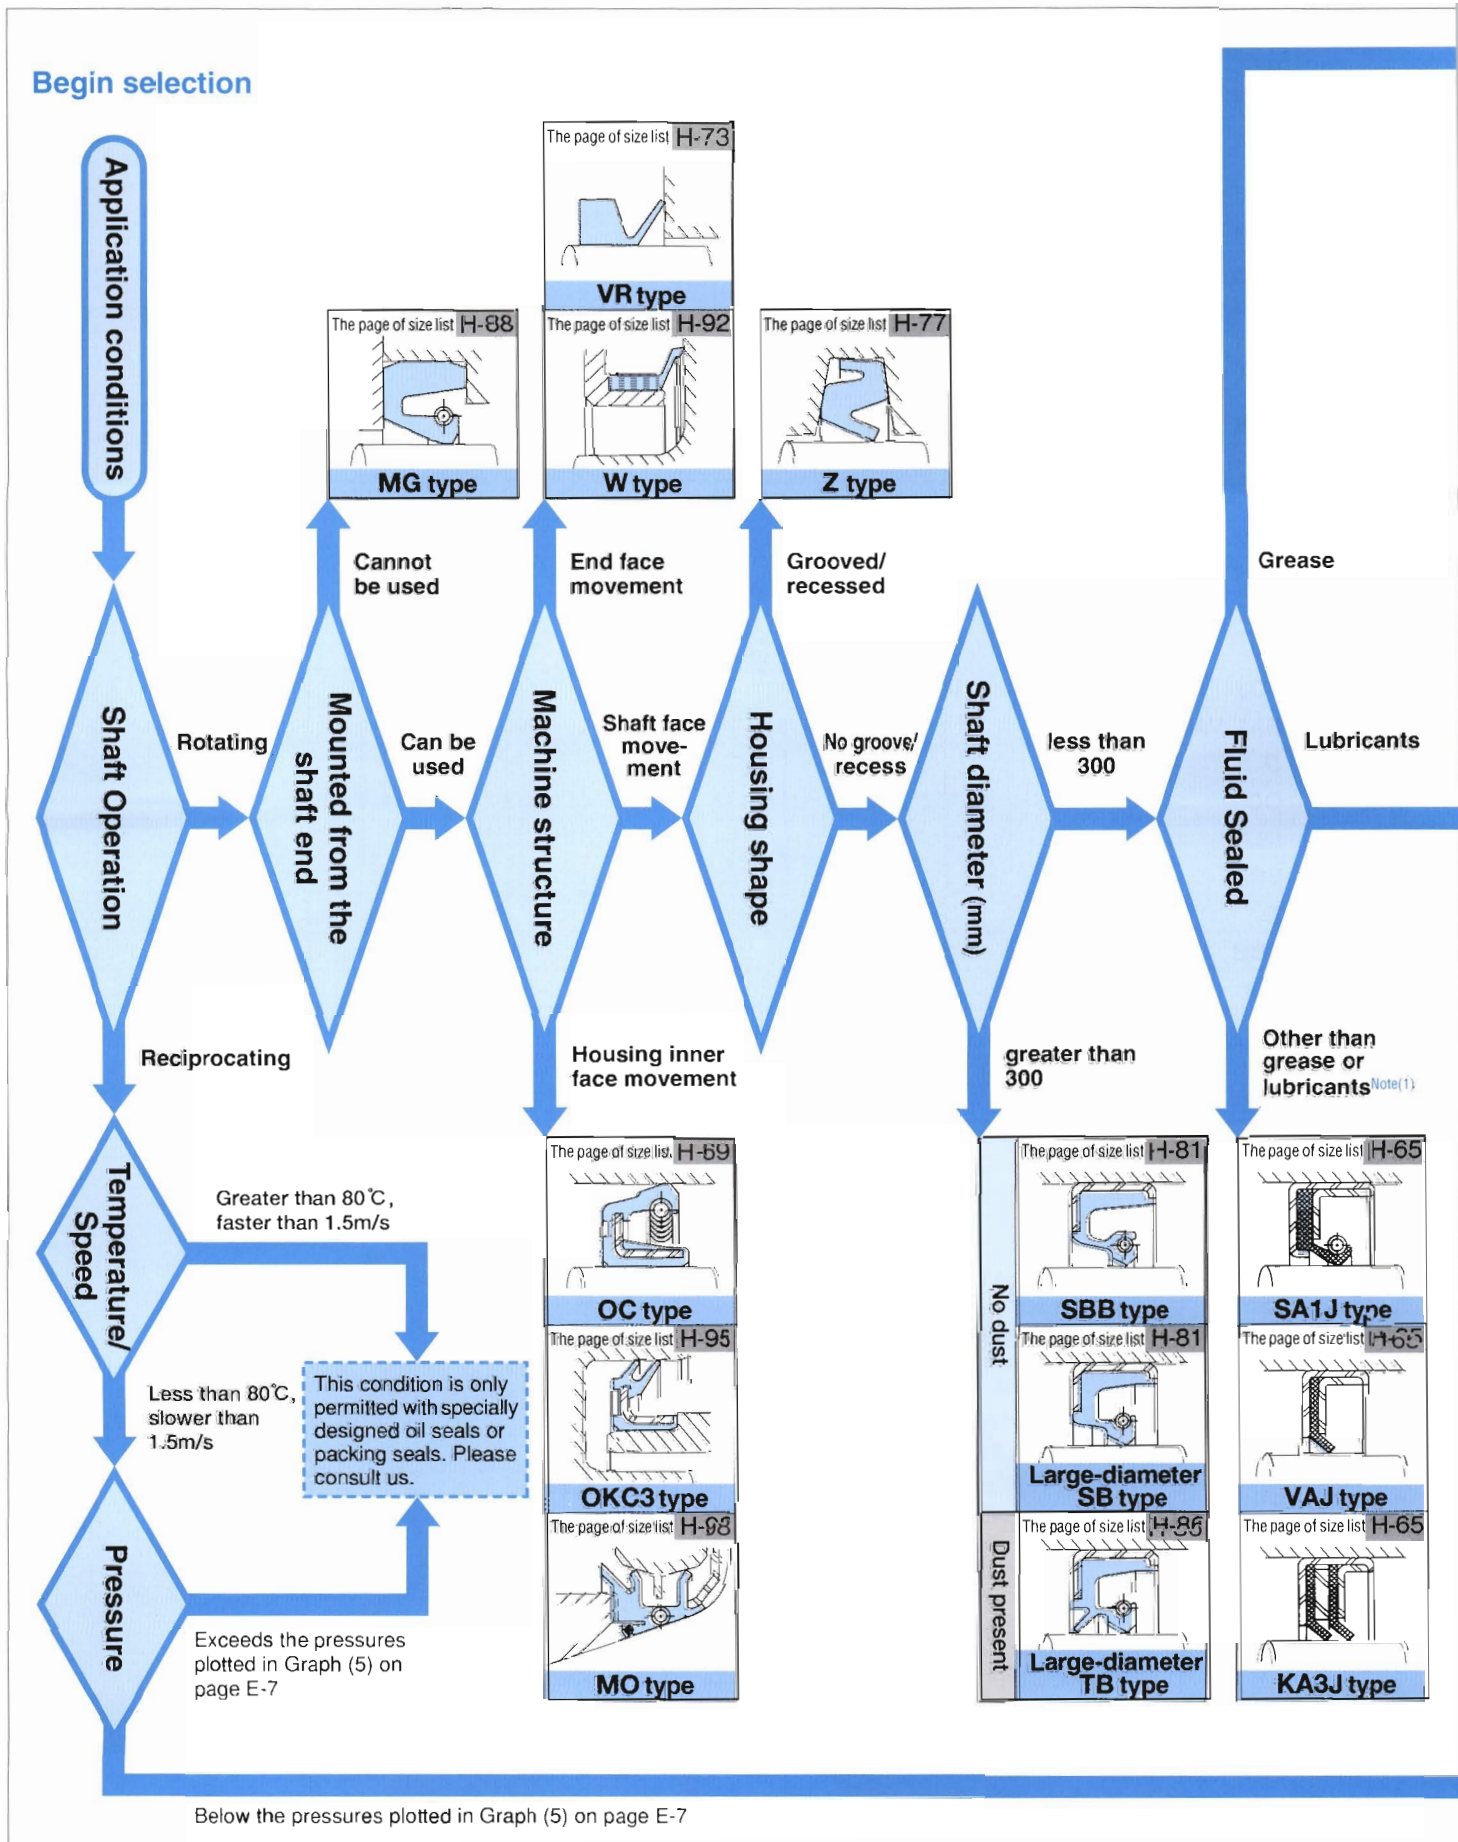 Begin selection
Application conditions
The page of size list H-73
VR type
The page of size list H-88
MG type
The page of size list H-92
W type
The page of size list H-77
Z type
Cannot
be used
End face
movement
Grooved/
recessed
Grease
Shaft Operation
Rotating
Mounted from the
shaft end
Can be
used
Machine structure
Shaft face
move-
ment
Housing shape
No groove/
recess
Shaft diameter (mm)
less than
300
Fluid Sealed
Lubricants
Reciprocating
Housing inner
face movement
greater than
300
Other than
grease or
lubricants Note(1)
Temperature/
Speed
Greater than 80℃,
faster than 1.5m/s
Less than 80℃,
slower than
1.5m/s
This condition is only
permitted with specially
designed oil seals or
packing seals. Please
consult us.
Pressure
Exceeds the pressures
plotted in Graph (5) on
page E-7
Below the pressures plotted in Graph (5) on page E-7
The page of size list H-69
OC type
The page of size list H-95
OKC3 type
The page of size list H-98
MO type
No dust
The page of size list H-81
SBB type
The page of size list H-81
Large-diameter
SB type
Dust present
The page of size list H-86
Large-diameter
TB type
The page of size list H-65
SA1J type
The page of size list H-65
VAJ type
The page of size list H-65
KA3J type